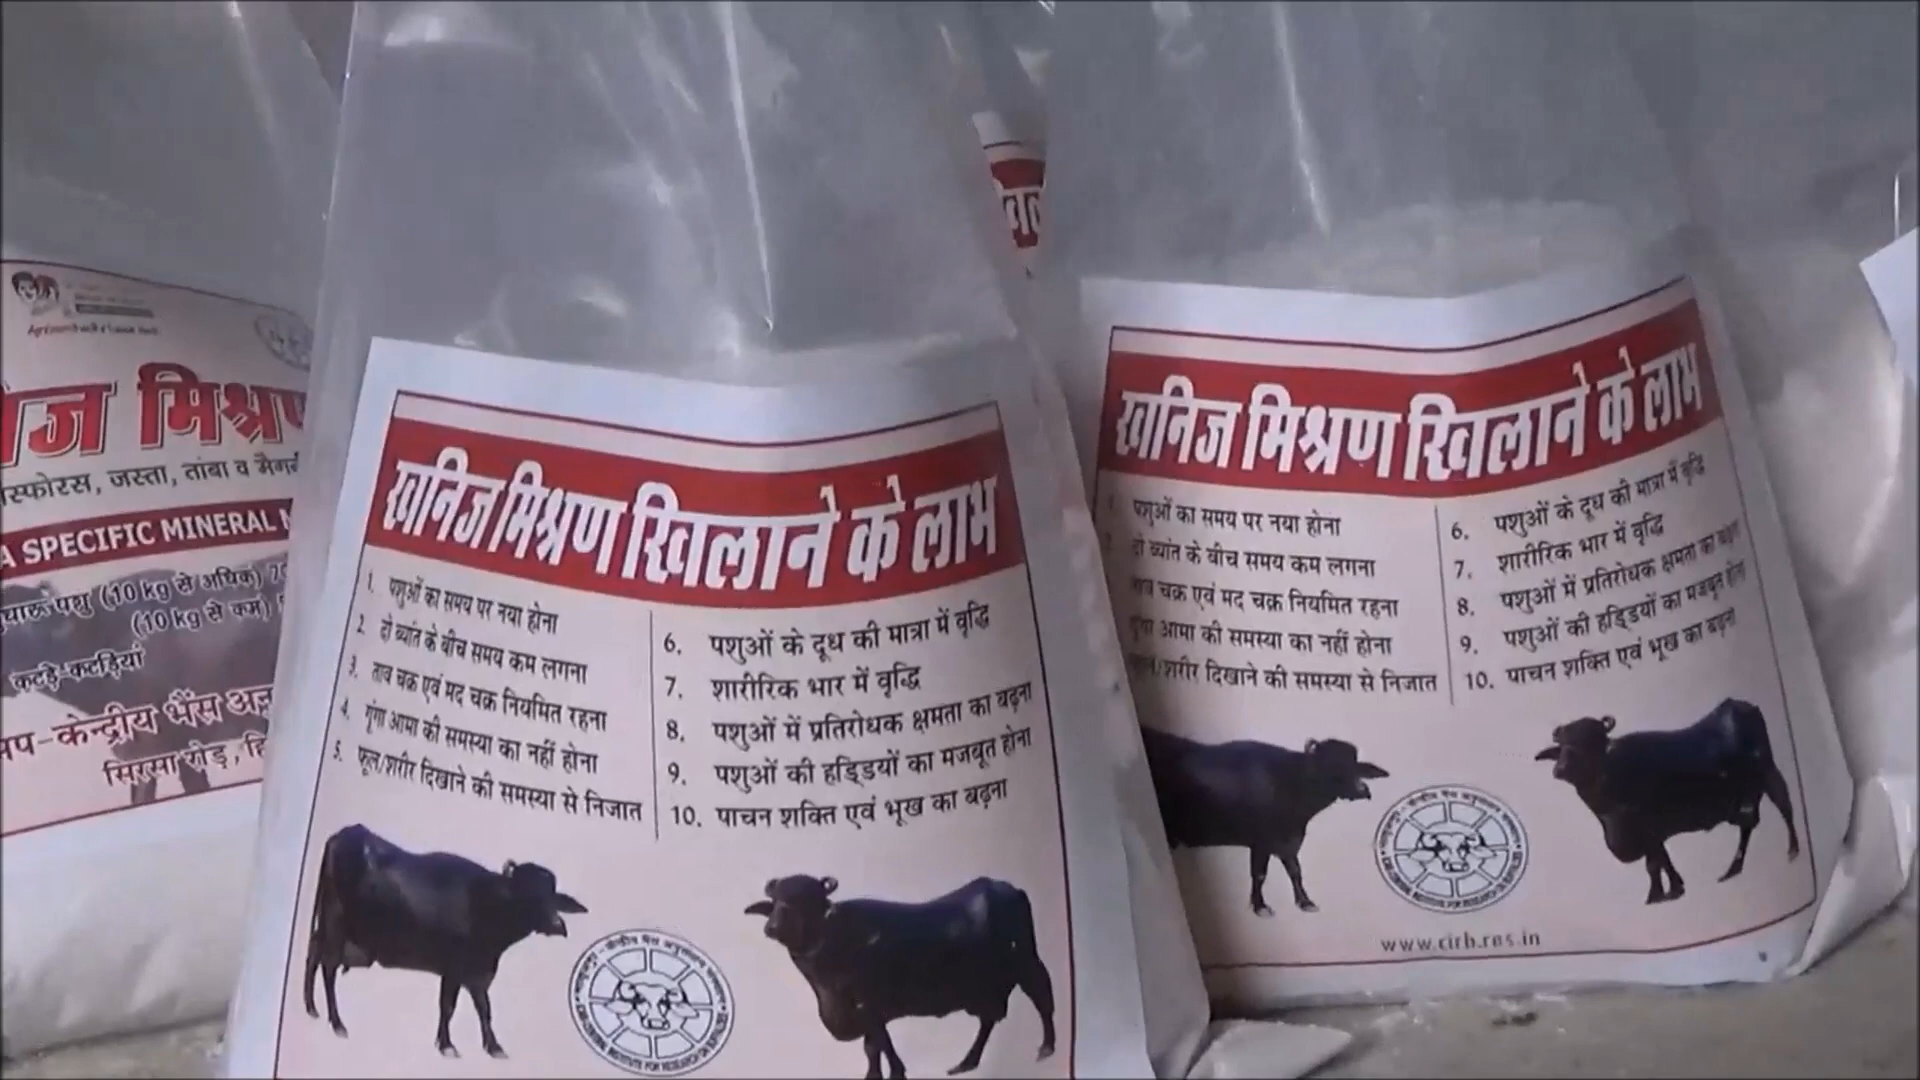 Agrisearch with a human touch
मिश्रण
जस्ता, तांबा व
A SPECIFIC MINERAL
पशु (10 kg से अधिक)
(10 kg से कम)
कटड़े-कटड़ियां
केन्द्रीय भैंस
सिरसा रोड़,
खनिज मिश्रण खिलाने के लाभ
1. पशुओं का समय पर नया होना
2. दो ब्यांत के बीच समय कम लगना
3. ताव चक्र एवं मद चक्र नियमित रहना
4. गूंगा आमा की समस्या का नहीं होना
5. फूल/शरीर दिखाने की समस्या से निजात
6. पशुओं के दूध की मात्रा में वृद्धि
7. शारीरिक भार में वृद्धि
8. पशुओं में प्रतिरोधक क्षमता का बढ़ना
9. पशुओं की हड्डियों का मजबूत होना
10. पाचन शक्ति एवं भूख का बढ़ना
खनिज मिश्रण खिलाने के लाभ
पशुओं का समय पर नया होना
दो ब्यांत के बीच समय कम लगना
ताव चक्र एवं मद चक्र नियमित रहना
गूंगा आमा की समस्या का नहीं होना
फूल/शरीर दिखाने की समस्या से निजात
6. पशुओं के दूध की मात्रा में वृद्धि
7. शारीरिक भार में वृद्धि
8. पशुओं में प्रतिरोधक क्षमता का बढ़ना
9. पशुओं की हड्डियों का मजबूत होना
10. पाचन शक्ति एवं भूख का बढ़ना
www.cirb.res.in